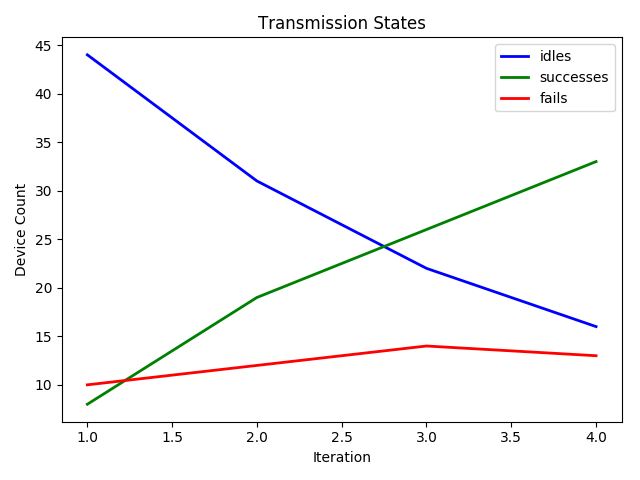 Transmission States
idles
successes
fails
45
40
35
30
25
20
15
10
Device Count
1.0 1.5 2.0 2.5 3.0 3.5 4.0
Iteration